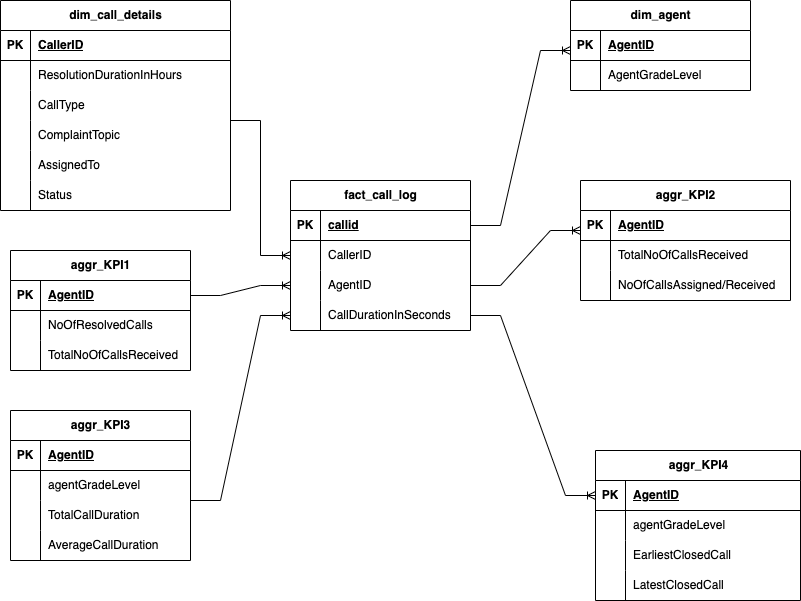 dim_call_details
PK CallerID
ResolutionDurationInHours
CallType
ComplaintTopic
AssignedTo
Status
dim_agent
PK AgentID
AgentGradeLevel
fact_call_log
PK callid
CallerID
AgentID
CallDurationInSeconds
aggr_KPI2
PK AgentID
TotalNoOfCallsReceived
NoOfCallsAssigned/Received
aggr_KPI1
PK AgentID
NoOfResolvedCalls
TotalNoOfCallsReceived
aggr_KPI3
PK AgentID
agentGradeLevel
TotalCallDuration
AverageCallDuration
aggr_KPI4
PK AgentID
agentGradeLevel
EarliestClosedCall
LatestClosedCall